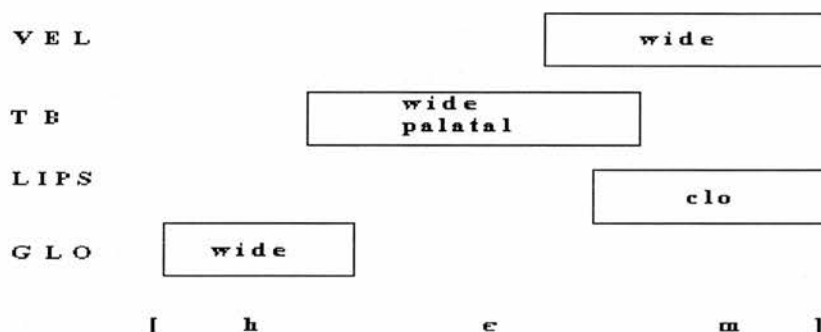 VEL wide
TB wide
palatal
LIPS clo
GLO wide
[ h ɛ m ]